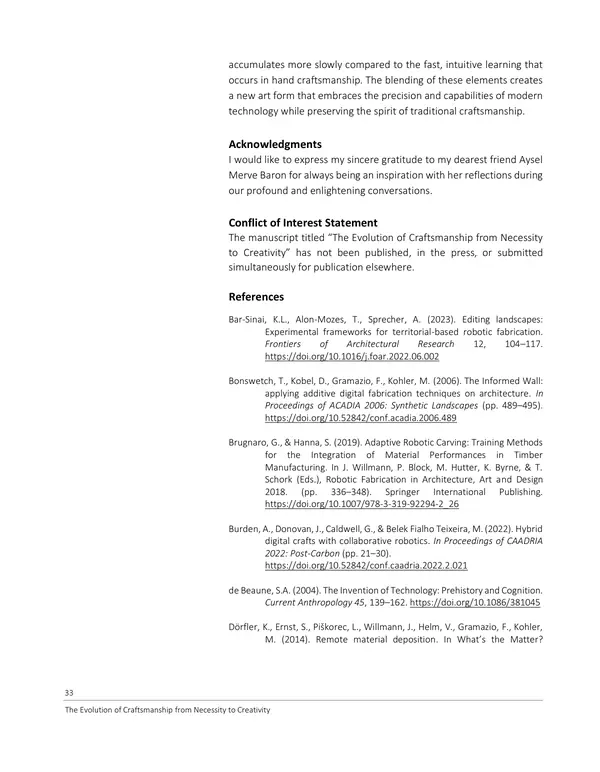 accumulates more slowly compared to the fast, intuitive learning that
occurs in hand craftsmanship. The blending of these elements creates
a new art form that embraces the precision and capabilities of modern
technology while preserving the spirit of traditional craftsmanship.
Acknowledgments
I would like to express my sincere gratitude to my dearest friend Aysel
Merve Baron for always being an inspiration with her reflections during
our profound and enlightening conversations.
Conflict of Interest Statement
The manuscript titled “The Evolution of Craftsmanship from Necessity
to Creativity” has not been published, in the press, or submitted
simultaneously for publication elsewhere.
References
Bar-Sinai, K.L., Alon-Mozes, T., Sprecher, A. (2023). Editing landscapes:
Experimental frameworks for territorial-based robotic fabrication.
Frontiers of Architectural Research 12, 104–117.
https://doi.org/10.1016/j.foar.2022.06.002
Bonswetch, T., Kobel, D., Gramazio, F., Kohler, M. (2006). The Informed Wall:
applying additive digital fabrication techniques on architecture. In
Proceedings of ACADIA 2006: Synthetic Landscapes (pp. 489–495).
https://doi.org/10.52842/conf.acadia.2006.489
Brugnaro, G., & Hanna, S. (2019). Adaptive Robotic Carving: Training Methods
for the Integration of Material Performances in Timber
Manufacturing. In J. Willmann, P. Block, M. Hutter, K. Byrne, & T.
Schork (Eds.), Robotic Fabrication in Architecture, Art and Design
2018. (pp. 336–348). Springer International Publishing.
https://doi.org/10.1007/978-3-319-92294-2_26
Burden, A., Donovan, J., Caldwell, G., & Belek Fialho Teixeira, M. (2022). Hybrid
digital crafts with collaborative robotics. In Proceedings of CAADRIA
2022: Post-Carbon (pp. 21–30).
https://doi.org/10.52842/conf.caadria.2022.2.021
de Beaune, S.A. (2004). The Invention of Technology: Prehistory and Cognition.
Current Anthropology 45, 139–162. https://doi.org/10.1086/381045
Dörfler, K., Ernst, S., Piškorec, L., Willmann, J., Helm, V., Gramazio, F., Kohler,
M. (2014). Remote material deposition. In What’s the Matter?
33
The Evolution of Craftsmanship from Necessity to Creativity